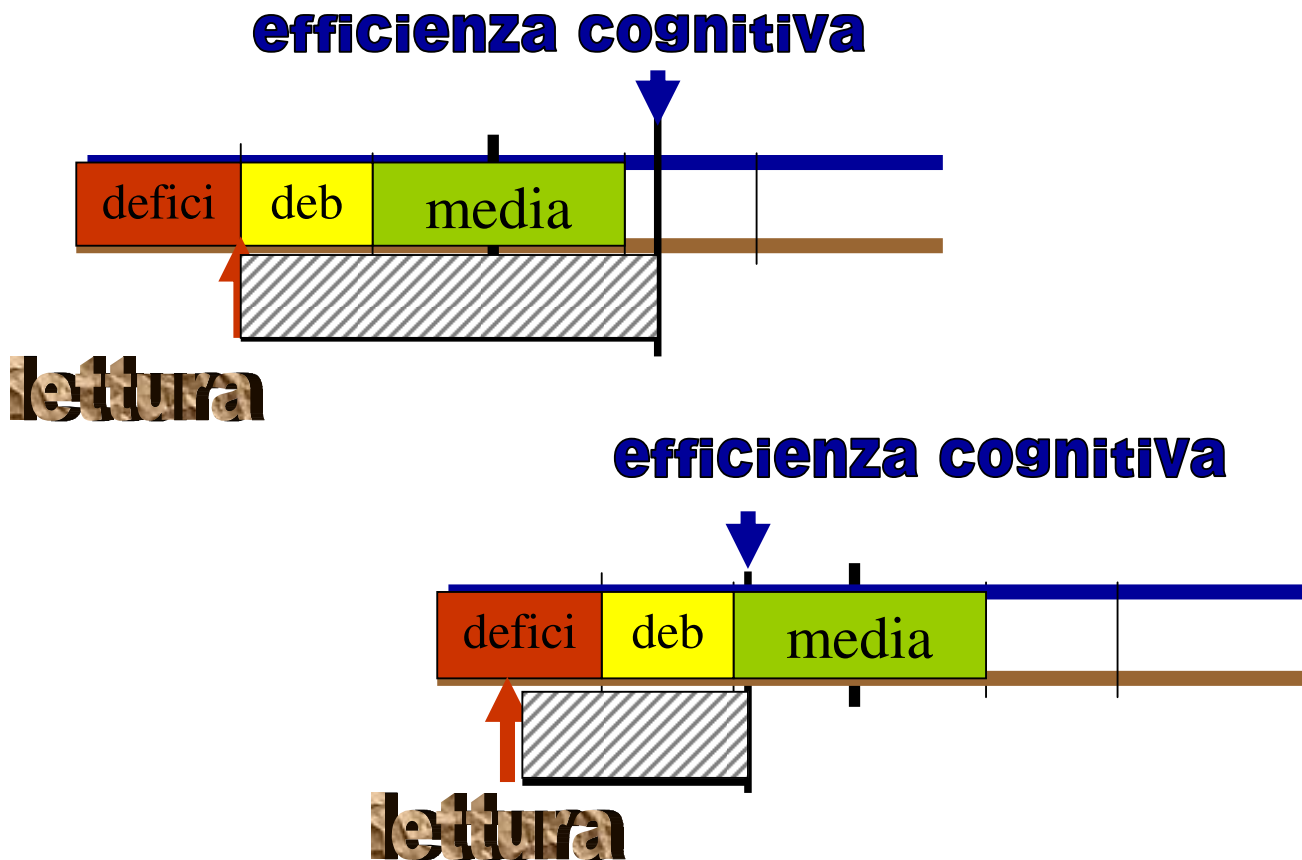 efficienza cognitiva
defici deb media
lettura
efficienza cognitiva
defici deb media
lettura